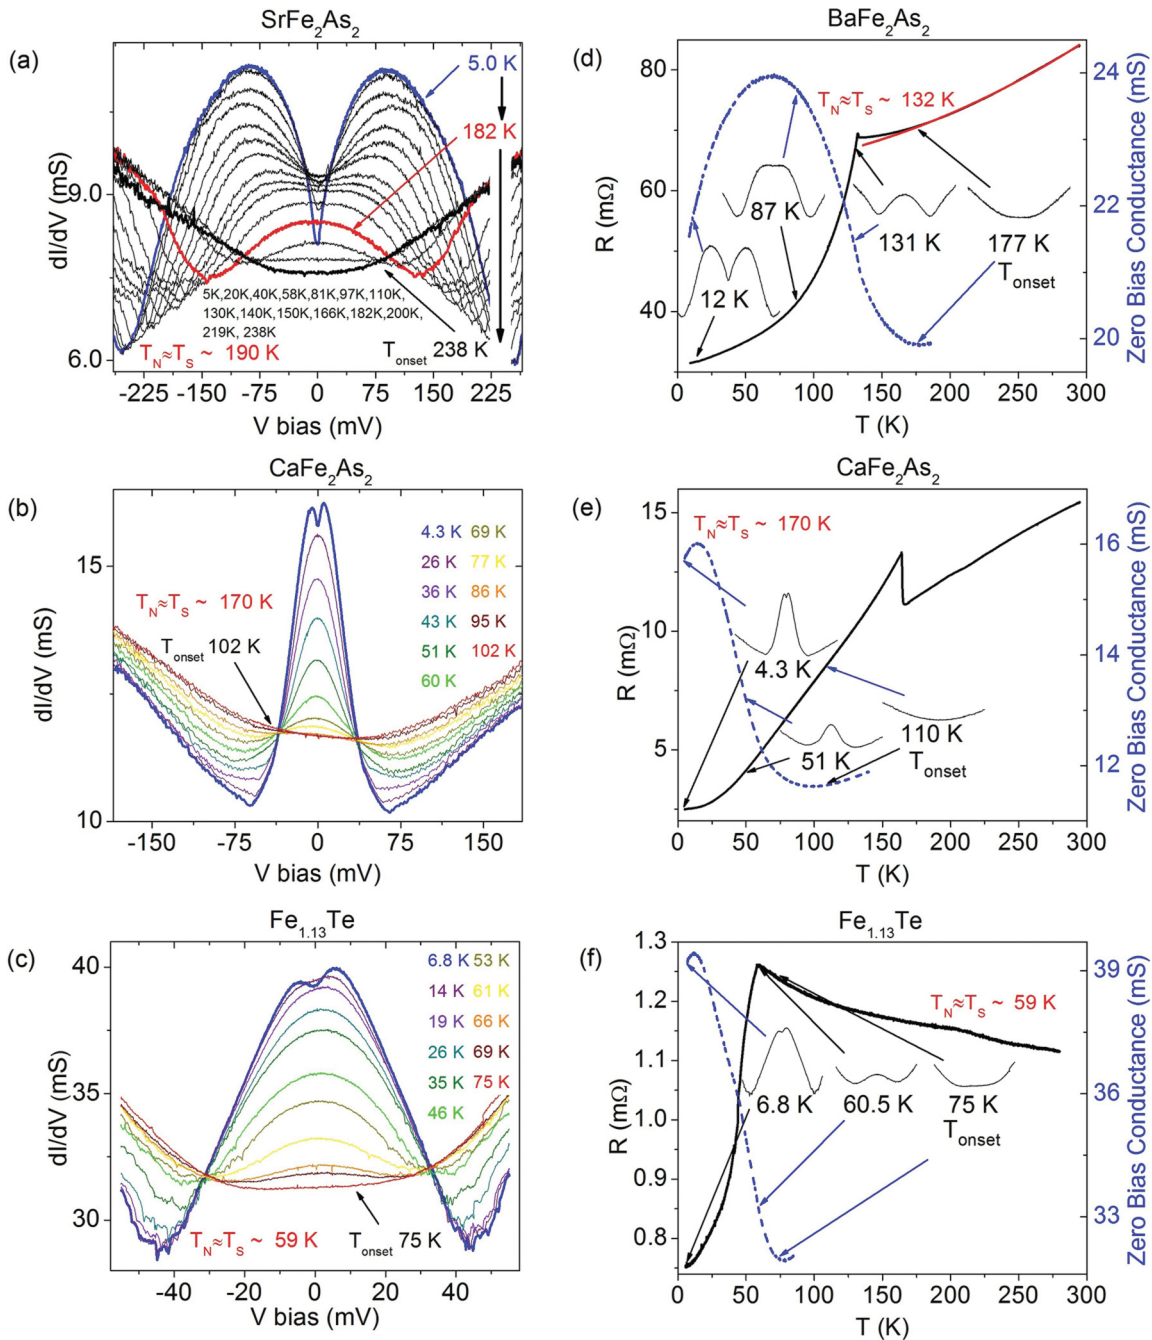 SrFe2As2
(a)
5.0 K
182 K
9.0
6.0
dI/dV (mS)
5K,20K,40K,58K,81K,97K,110K,
130K,140K,150K,166K,182K,200K,
219K, 238K
TN≈TS ~ 190 K
Tonset 238 K
-225 -150 -75 0 75 150 225
V bias (mV)
BaFe2As2
(d)
80
60
40
R (mΩ)
TN≈TS ~ 132 K
87 K
12 K
131 K
177 K
Tonset
24
22
20
Zero Bias Conductance (mS)
0 50 100 150 200 250 300
T (K)
CaFe2As2
(b)
15
10
dI/dV (mS)
4.3 K 69 K
26 K 77 K
36 K 86 K
43 K 95 K
51 K 102 K
60 K
TN≈TS ~ 170 K
Tonset 102 K
-150 -75 0 75 150
V bias (mV)
CaFe2As2
(e)
15
10
5
R (mΩ)
TN≈TS ~ 170 K
4.3 K
51 K
110 K
Tonset
16
14
12
Zero Bias Conductance (mS)
0 50 100 150 200 250 300
T (K)
Fe1.13Te
(c)
40
35
30
dI/dV (mS)
6.8 K 53 K
14 K 61 K
19 K 66 K
26 K 69 K
35 K 75 K
46 K
TN≈TS ~ 59 K
Tonset 75 K
-40 -20 0 20 40
V bias (mV)
Fe1.13Te
(f)
1.3
1.2
1.1
1.0
0.9
0.8
R (mΩ)
TN≈TS ~ 59 K
6.8 K
60.5 K
75 K
Tonset
39
36
33
Zero Bias Conductance (mS)
0 50 100 150 200 250 300
T (K)